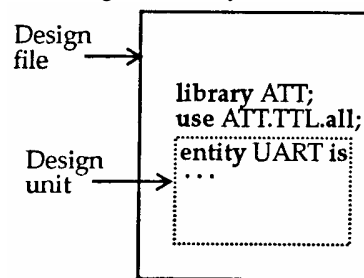 Design
file
library ATT;
use ATT.TTL.all;
entity UART is
Design
unit
...